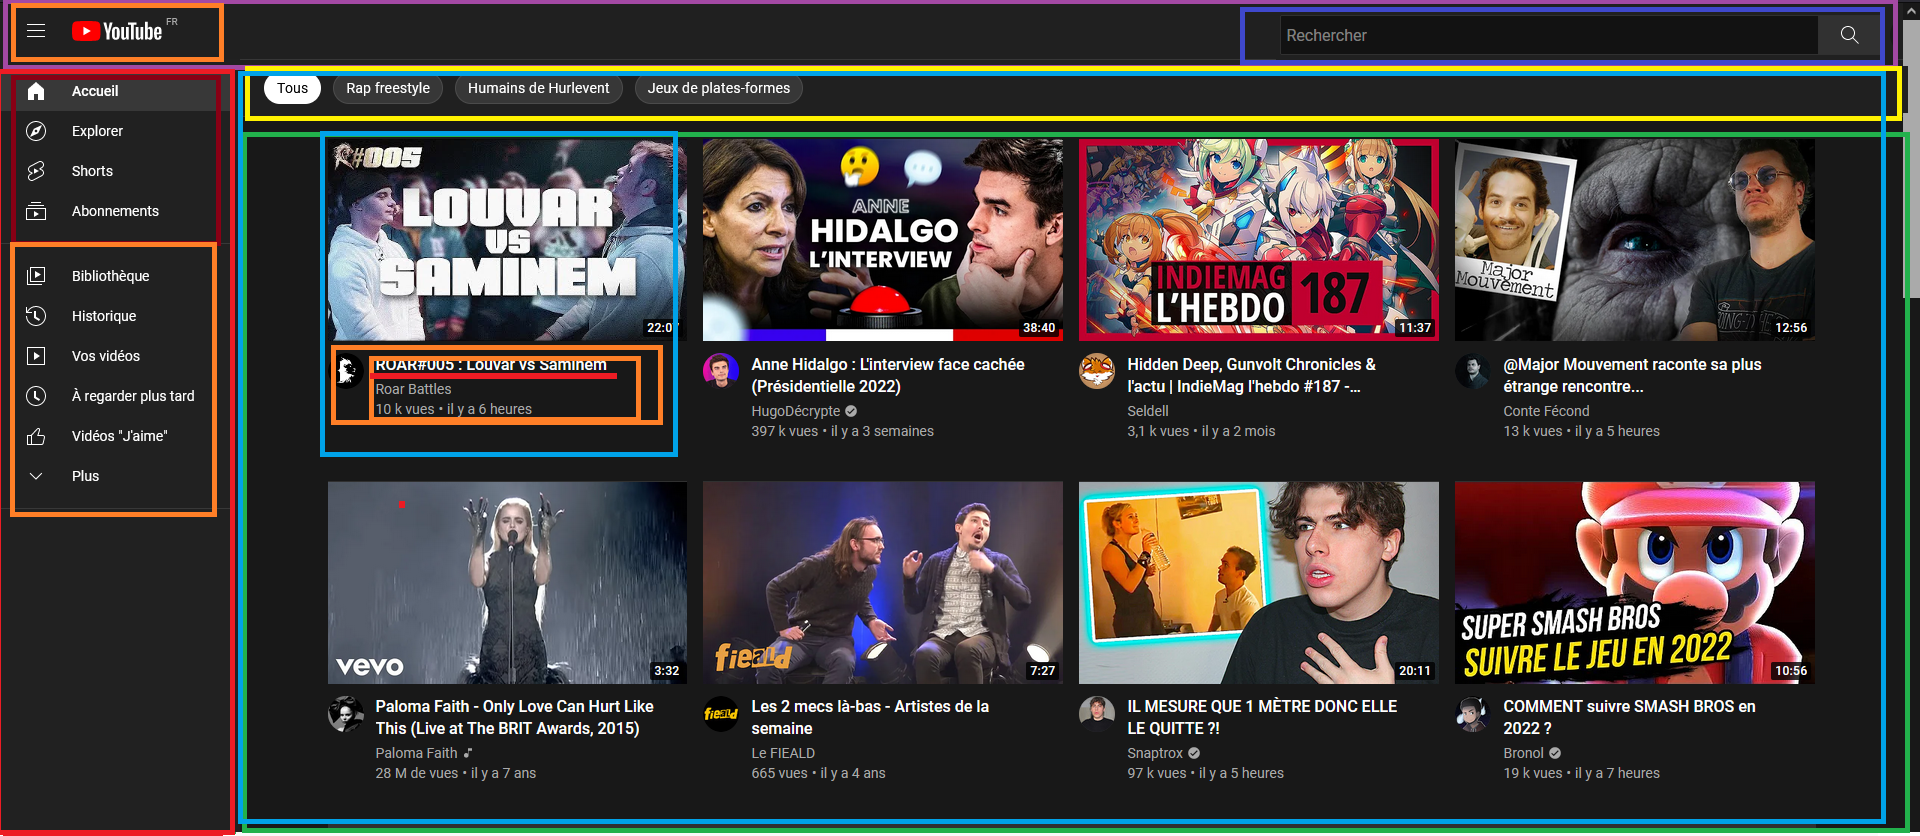 YouTube FR
Rechercher
Accueil
Explorer
Shorts
Abonnements
Bibliothèque
Historique
Vos vidéos
À regarder plus tard
Vidéos "J'aime"
Plus
Tous
Rap freestyle
Humains de Hurlevent
Jeux de plates-formes
R#005
LOUVAR
VS
SAMINEM
22:07
ROAR#005 : Louvar vs Saminem
Roar Battles
10 k vues • il y a 6 heures
ANNE
HIDALGO
L'INTERVIEW
38:40
Anne Hidalgo : L'interview face cachée
(Présidentielle 2022)
HugoDécrypte
397 k vues • il y a 3 semaines
INDIEMAG
L'HEBDO
187
11:37
Hidden Deep, Gunvolt Chronicles &
l'actu | IndieMag l'hebdo #187 -...
Seldell
3,1 k vues • il y a 2 mois
Major
Mouvement
12:56
@Major Mouvement raconte sa plus
étrange rencontre...
Conte Fécond
13 k vues • il y a 5 heures
vevo
3:32
Paloma Faith - Only Love Can Hurt Like
This (Live at The BRIT Awards, 2015)
Paloma Faith
28 M de vues • il y a 7 ans
fieald
7:27
fieald
Les 2 mecs là-bas - Artistes de la
semaine
Le FIEALD
665 vues • il y a 4 ans
20:11
IL MESURE QUE 1 MÈTRE DONC ELLE
LE QUITTE ?!
Snaptrox
97 k vues • il y a 5 heures
SUPER SMASH BROS
SUIVRE LE JEU EN 2022
10:56
COMMENT suivre SMASH BROS en
2022 ?
Bronol
19 k vues • il y a 7 heures